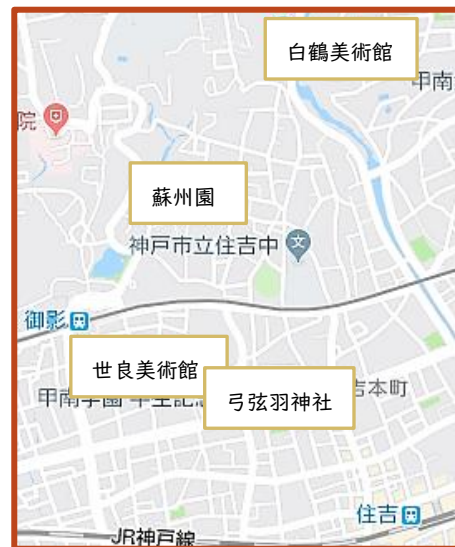 白鶴美術館
甲南
院
蘇州園
神戸市立住吉中
御影
世良美術館
甲南学園
弓弦羽神社
吉本町
住吉
JR神戸線